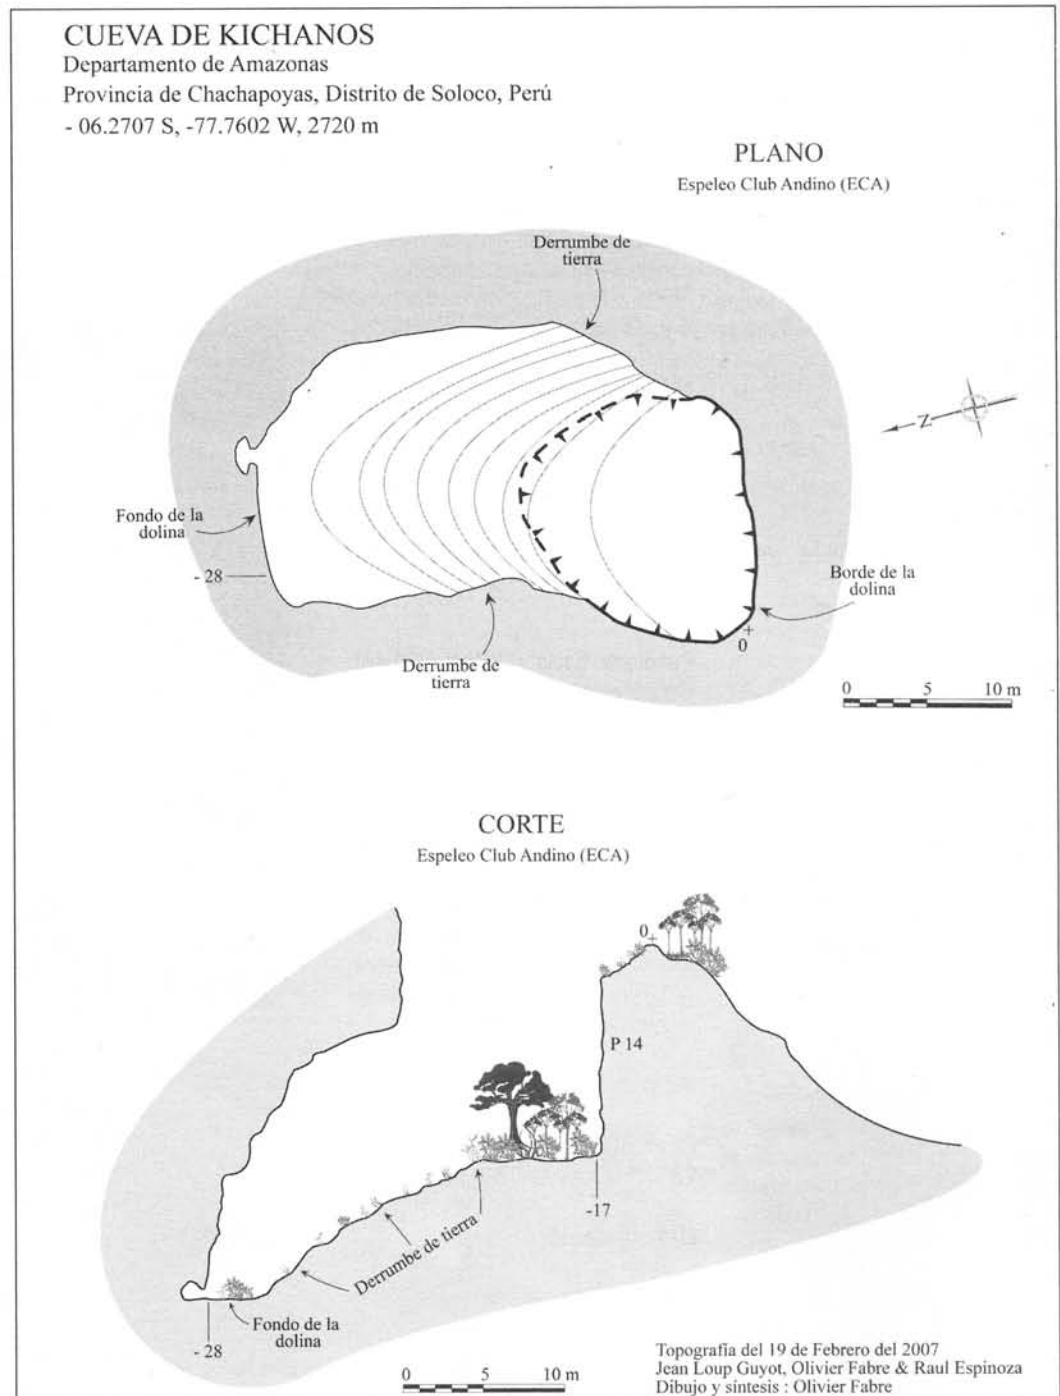 CUEVA DE KICHANOS
Departamento de Amazonas
Provincia de Chachapoyas, Distrito de Soloco, Perú
- 06.2707 S, -77.7602 W, 2720 m
PLANO
Espeleo Club Andino (ECA)
Derrumbe de
tierra
N
Fondo de la
dolina
- 28
Borde de la
dolina
0
Derrumbe de
tierra
0 5 10 m
CORTE
Espeleo Club Andino (ECA)
0
P 14
-17
Derrumbe de tierra
Fondo de la
dolina
- 28
0 5 10 m
Topografía del 19 de Febrero del 2007
Jean Loup Guyot, Olivier Fabre & Raul Espinoza
Dibujo y síntesis : Olivier Fabre